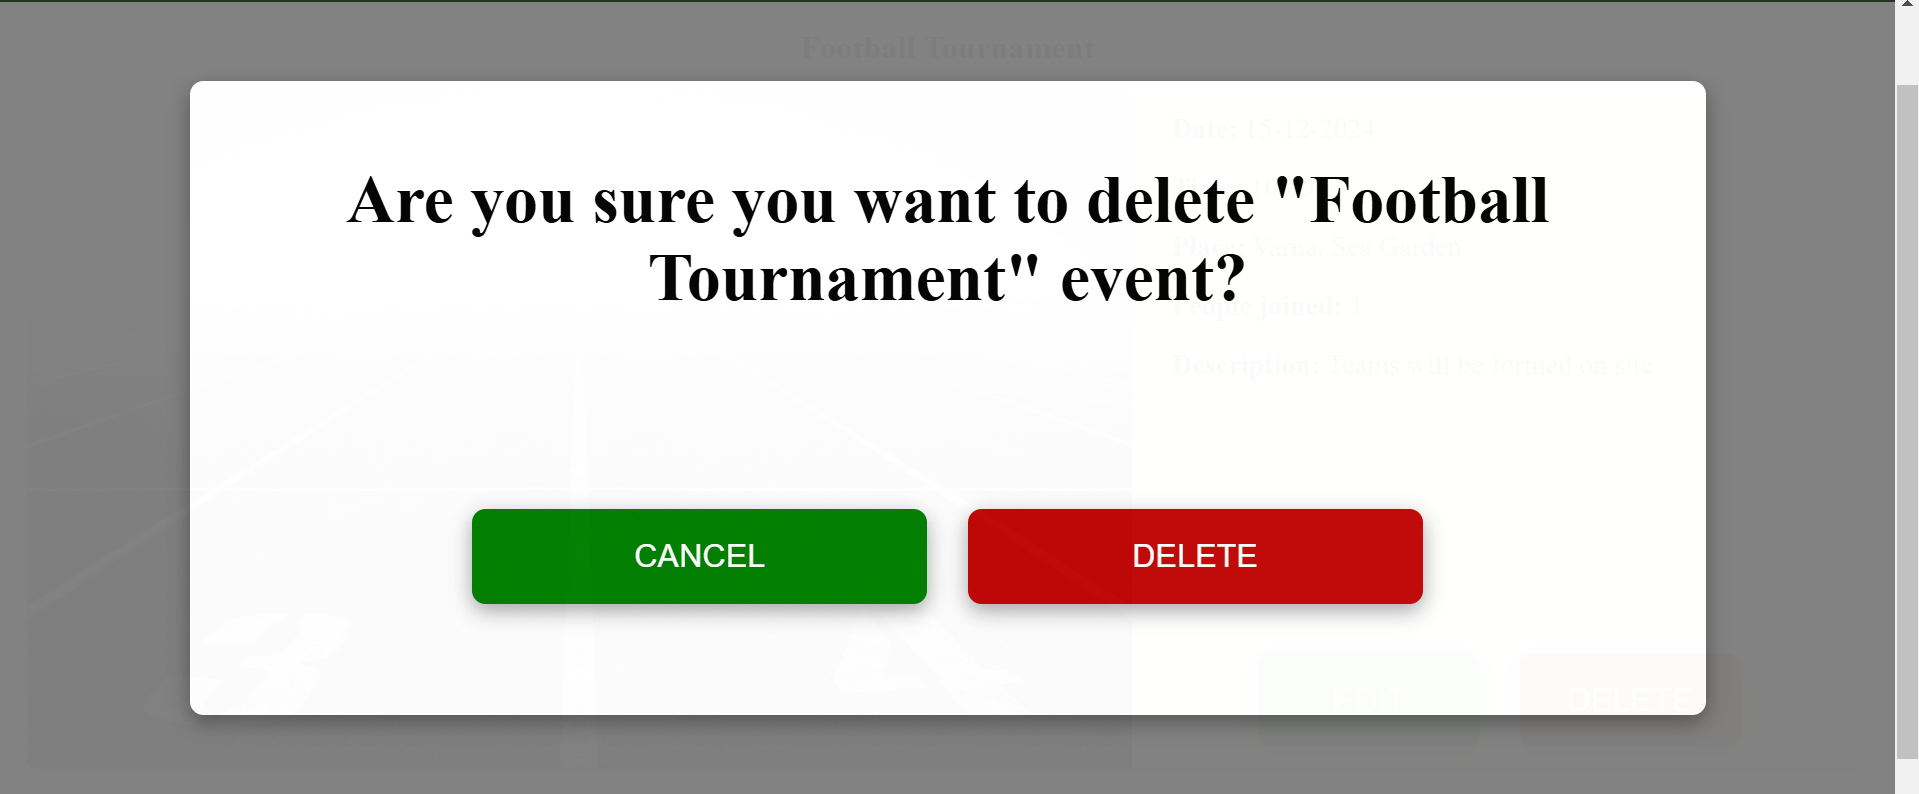 Football Tournament
Date: 15-12-2024
Are you sure you want to delete "Football
Tournament" event?
Place: Varna, Sea Garden
People joined: 1
Description: Teams will be formed on site
CANCEL
DELETE
EDIT
DELETE